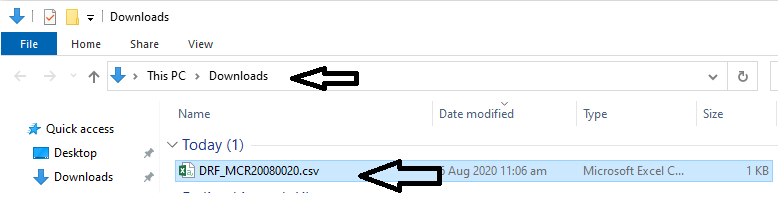 Downloads
File Home Share View
This PC Downloads
Name Date modified Type Size
Quick access
Today (1)
Desktop
DRF_MCR20080020.csv Aug 2020 11:06 am Microsoft Excel C... 1 KB
Downloads